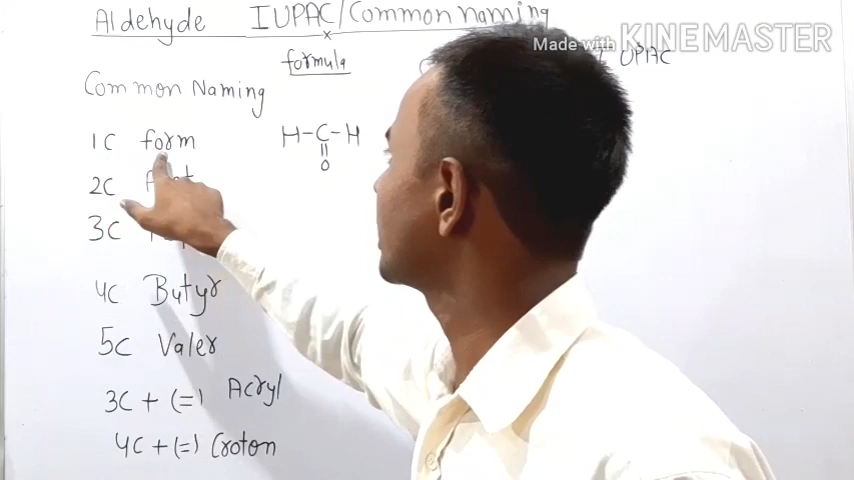 Aldehyde IUPAC/Common naming
Made with KINEMASTER
formula
UPAC
Common Naming
1C form H-C-H
||
O
2C
3C
4C Butyr
5C Valer
3C + (=) Acryl
4C + (=) Croton